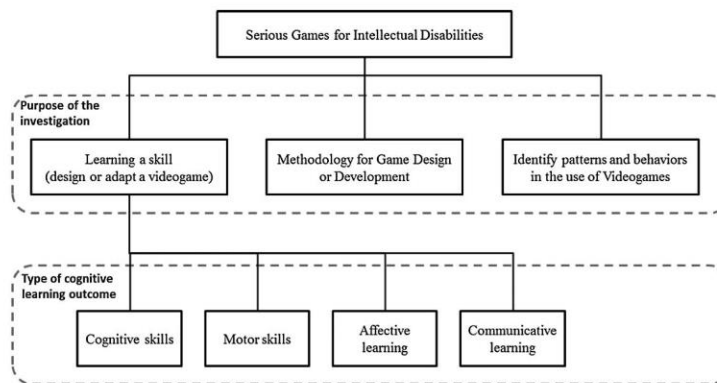 Serious Games for Intellectual Disabilities
Purpose of the
investigation
Learning a skill
(design or adapt a videogame)
Methodology for Game Design
or Development
Identify patterns and behaviors
in the use of Videogames
Type of cognitive
learning outcome
Cognitive skills
Motor skills
Affective
learning
Communicative
learning